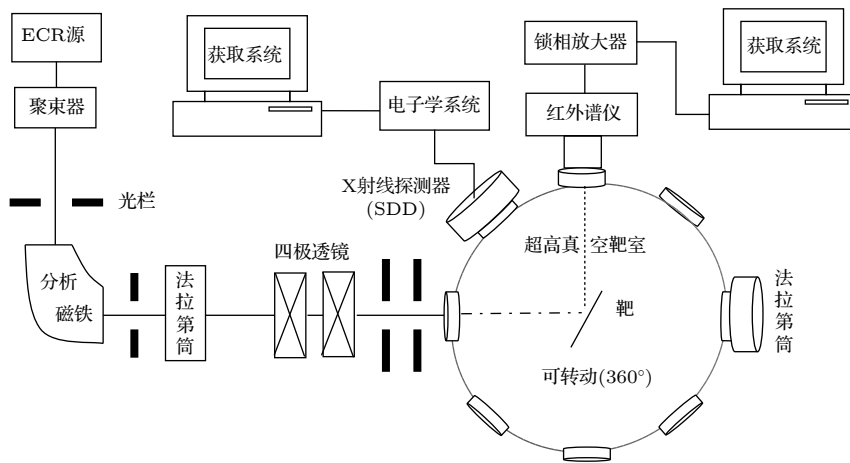 ECR源
聚束器
光栏
分析
磁铁
法拉第筒
四极透镜
获取系统
电子学系统
X射线探测器
(SDD)
锁相放大器
红外谱仪
获取系统
超高真 空靶室
靶
可转动(360°)
法拉第筒